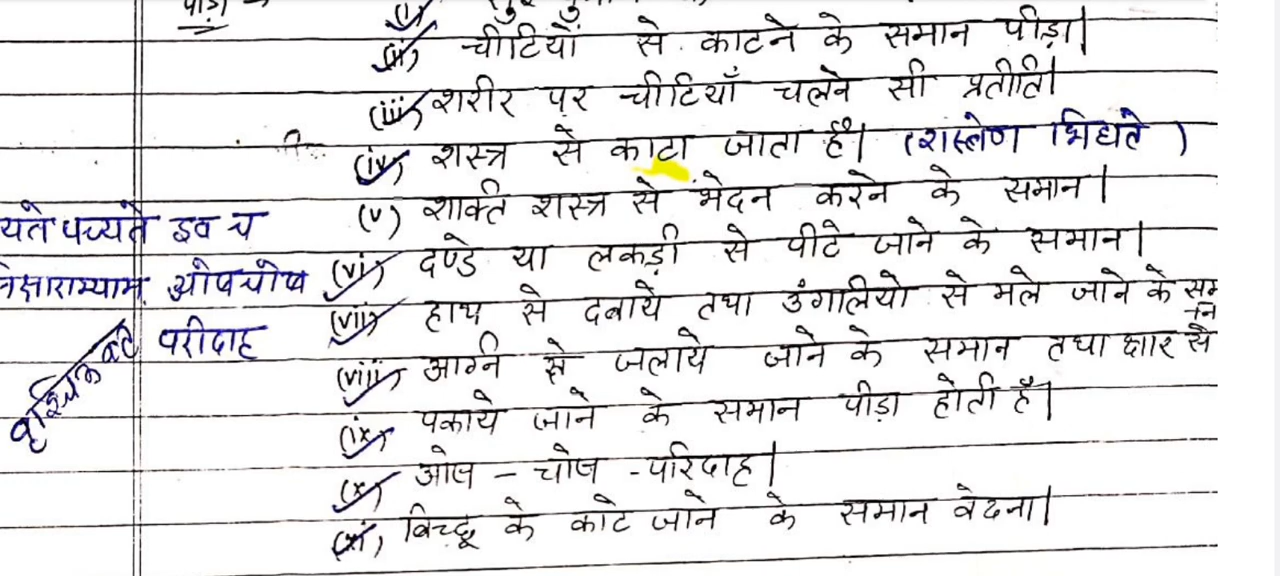 पीड़ा
(i)
(ii) चीटियों से काटने के समान पीड़ा।
(iii) शरीर पर चीटियाँ चलने सी प्रतीति।
(iv) शस्त्र से काटा जाता है। (शस्त्रेण भिद्यते)
(v) शक्ति शस्त्र से भेदन करने के समान।
यते पच्यते इव च
(vi) दण्डे या लकड़ी से पीटे जाने के समान।
ओषचोष
(vii) हाथ से दबाये तथा उंगलियो से मले जाने के समान
परीदाह
(viii) अग्नि से जलाये जाने के समान तथा क्षार से
(ix) पकाये जाने के समान पीड़ा होती है।
(x) ओष - चोष - परिदाह।
(xi) बिच्छू के काटे जाने के समान वेदना।